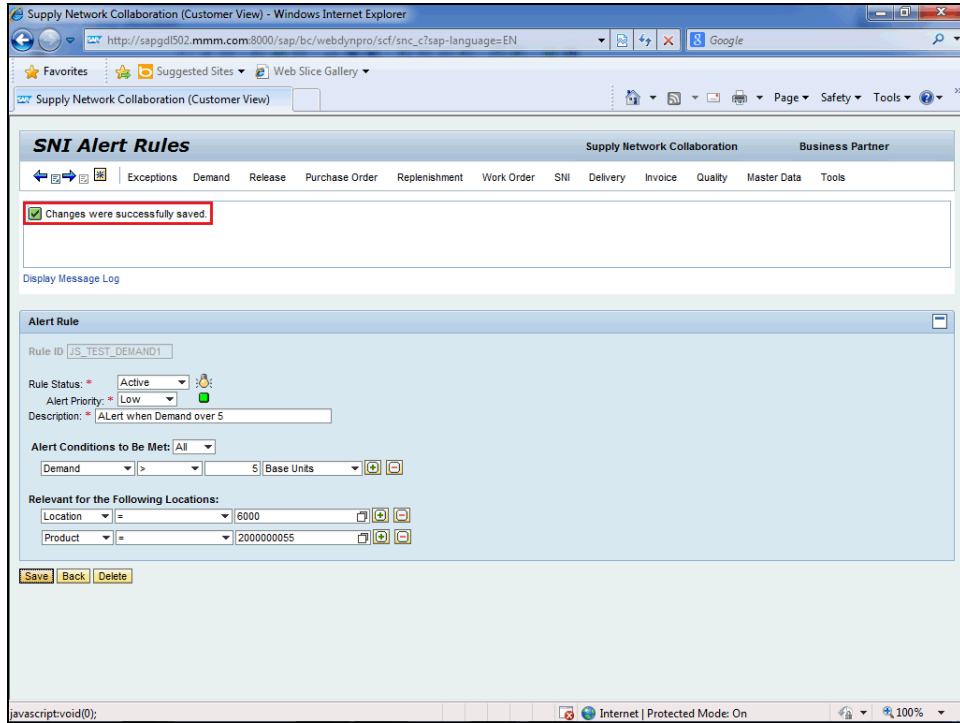 Supply Network Collaboration (Customer View) - Windows Internet Explorer
http://sapgdl502.mmm.com:8000/sap/bc/webdynpro/scf/snc_c?sap-language=EN
Google
Favorites Suggested Sites Web Slice Gallery
Supply Network Collaboration (Customer View) Page Safety Tools
SNI Alert Rules Supply Network Collaboration Business Partner
Exceptions Demand Release Purchase Order Replenishment Work Order SNI Delivery Invoice Quality Master Data Tools
Changes were successfully saved.
Display Message Log
Alert Rule
Rule ID JS_TEST_DEMAND1
Rule Status: * Active
Alert Priority: * Low
Description: * ALert when Demand over 5
Alert Conditions to Be Met: All
Demand > 5 Base Units
Relevant for the Following Locations:
Location = 6000
Product = 2000000055
Save Back Delete
javascript:void(0); Internet | Protected Mode: On 100%